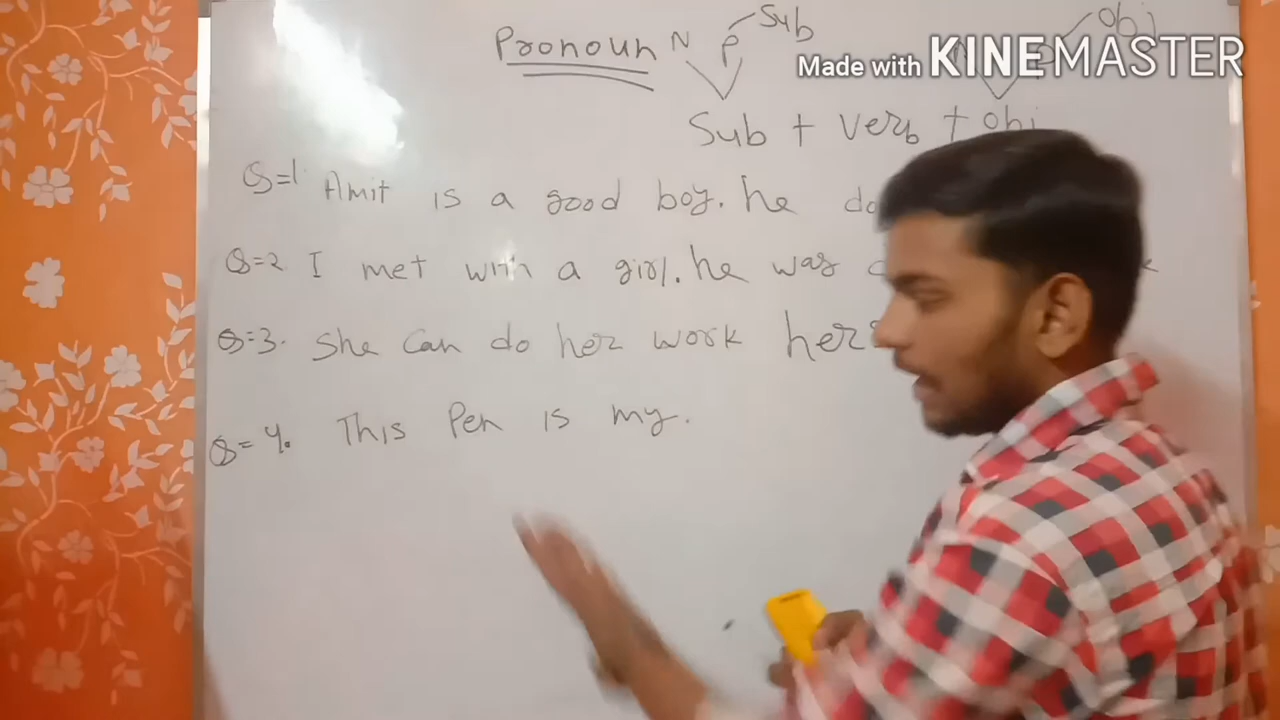 Pronoun N P Sub obj
Made with KINEMASTER
Sub + verb + obj
Q=1 Amit is a good boy. he do
Q=2 I met with a girl. he was
Q=3. She can do her work hers
Q=4. This Pen is my.